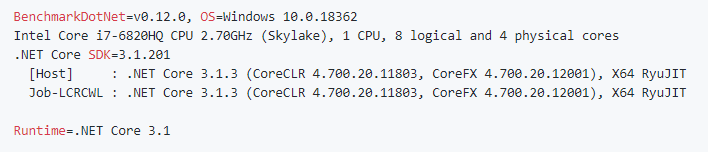 BenchmarkDotNet=v0.12.0, OS=Windows 10.0.18362
Intel Core i7-6820HQ CPU 2.70GHz (Skylake), 1 CPU, 8 logical and 4 physical cores
.NET Core SDK=3.1.201
  [Host]     : .NET Core 3.1.3 (CoreCLR 4.700.20.11803, CoreFX 4.700.20.12001), X64 RyuJIT
  Job-LCRCWL : .NET Core 3.1.3 (CoreCLR 4.700.20.11803, CoreFX 4.700.20.12001), X64 RyuJIT
Runtime=.NET Core 3.1